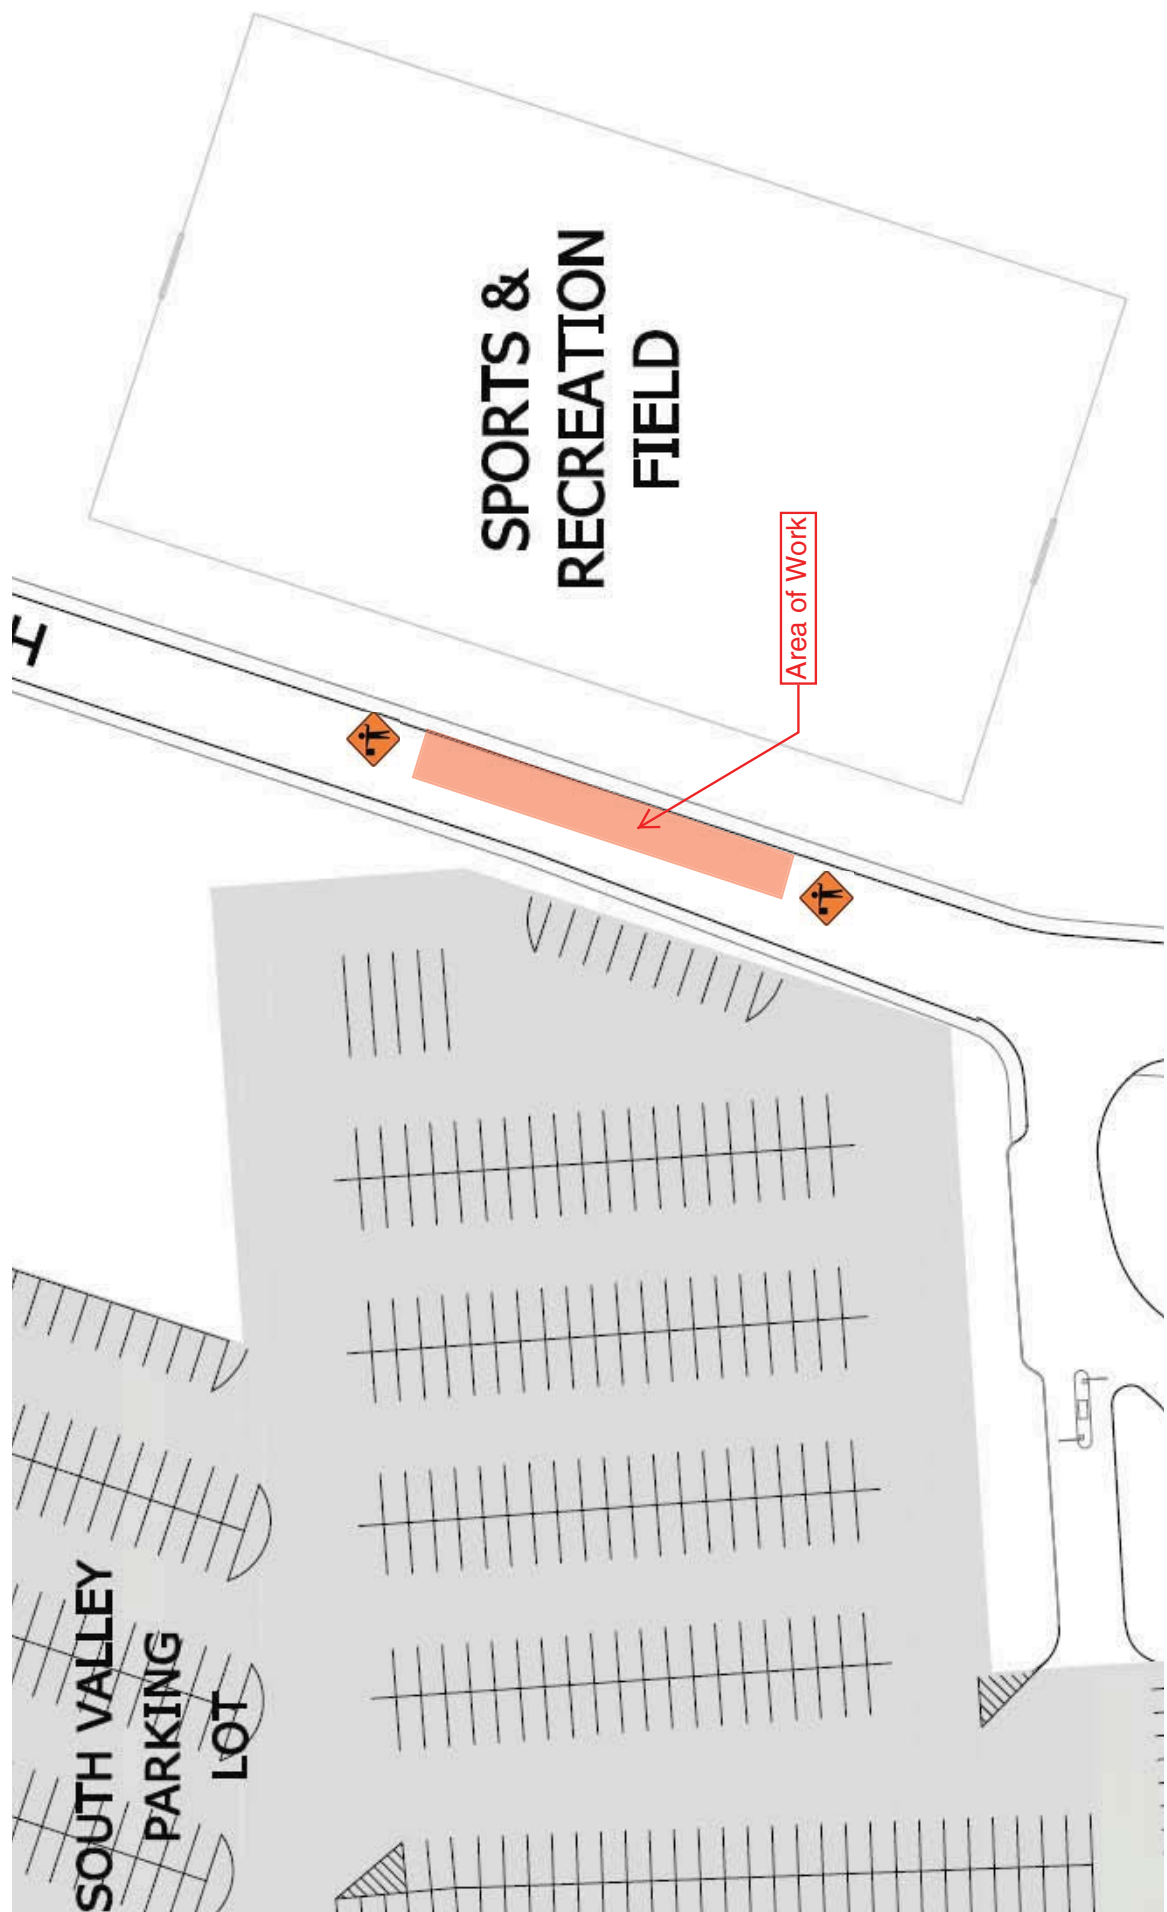 SPORTS &
RECREATION
FIELD
Area of Work
H
SOUTH VALLEY
PARKING
LOT